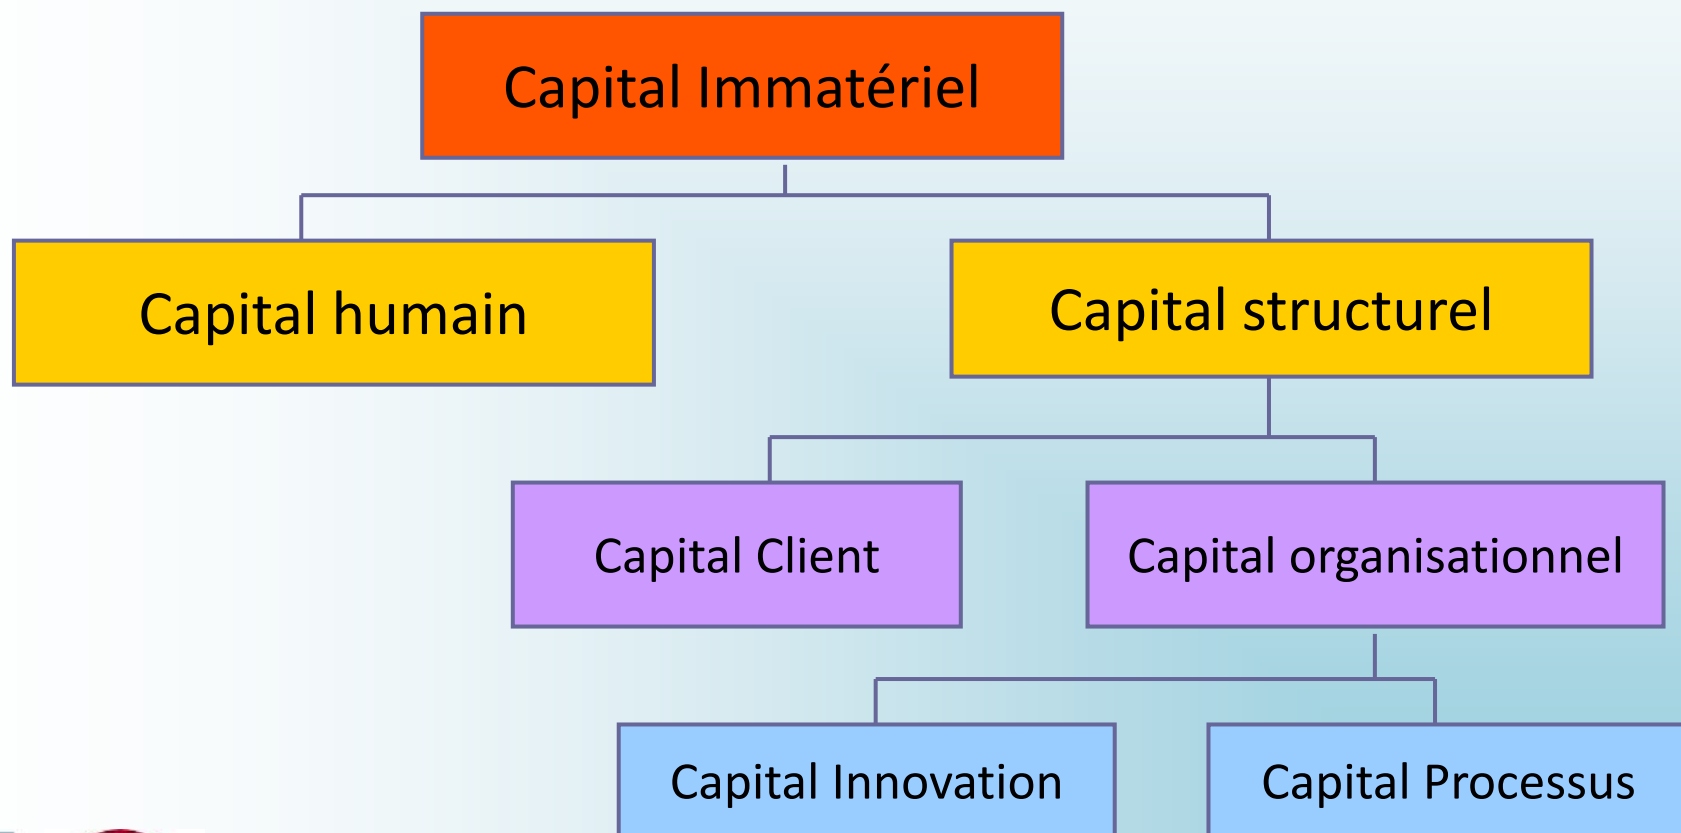 Capital Immatériel
Capital humain
Capital structurel
Capital Client
Capital organisationnel
Capital Innovation
Capital Processus